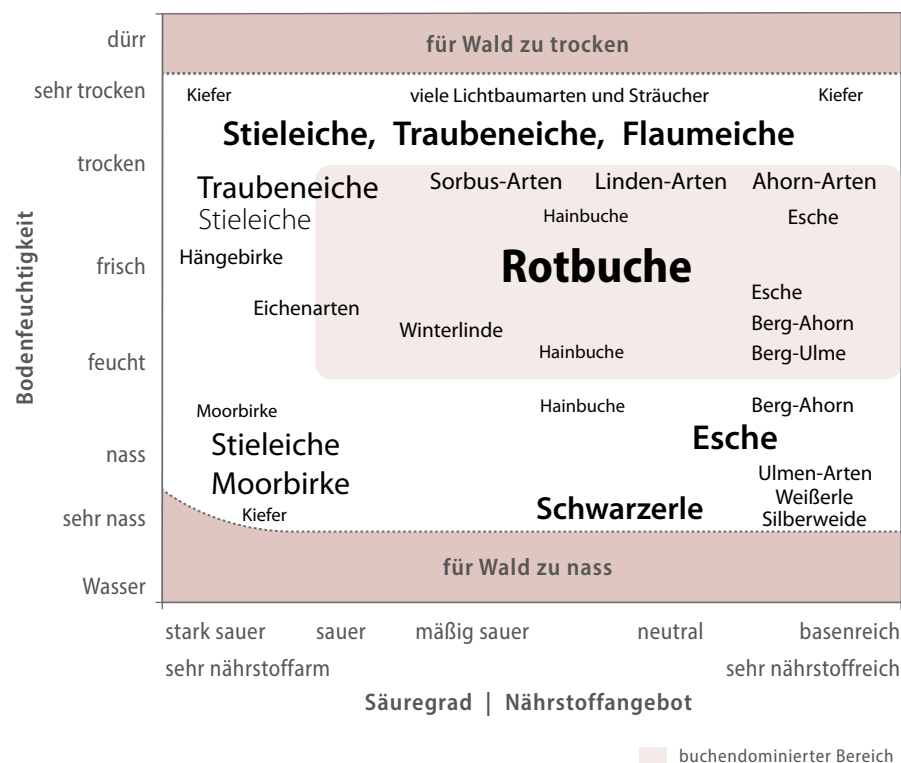 dürr
für Wald zu trocken
sehr trocken
Kiefer viele Lichtbaumarten und Sträucher Kiefer
Stieleiche, Traubeneiche, Flaumeiche
trocken
Traubeneiche Sorbus-Arten Linden-Arten Ahorn-Arten
Stieleiche Hainbuche Esche
Hängebirke
frisch Rotbuche
Esche
Eichenarten
Winterlinde Berg-Ahorn
Hainbuche Berg-Ulme
feucht
Bodenfeuchtigkeit
Moorbirke Hainbuche Berg-Ahorn
Stieleiche Esche
nass
Ulmen-Arten
Moorbirke
Weißerle
Kiefer Schwarzerle
sehr nass Silberweide
für Wald zu nass
Wasser
stark sauer sauer mäßig sauer neutral basenreich
sehr nährstoffarm sehr nährstoffreich
Säuregrad | Nährstoffangebot
buchendominierter Bereich